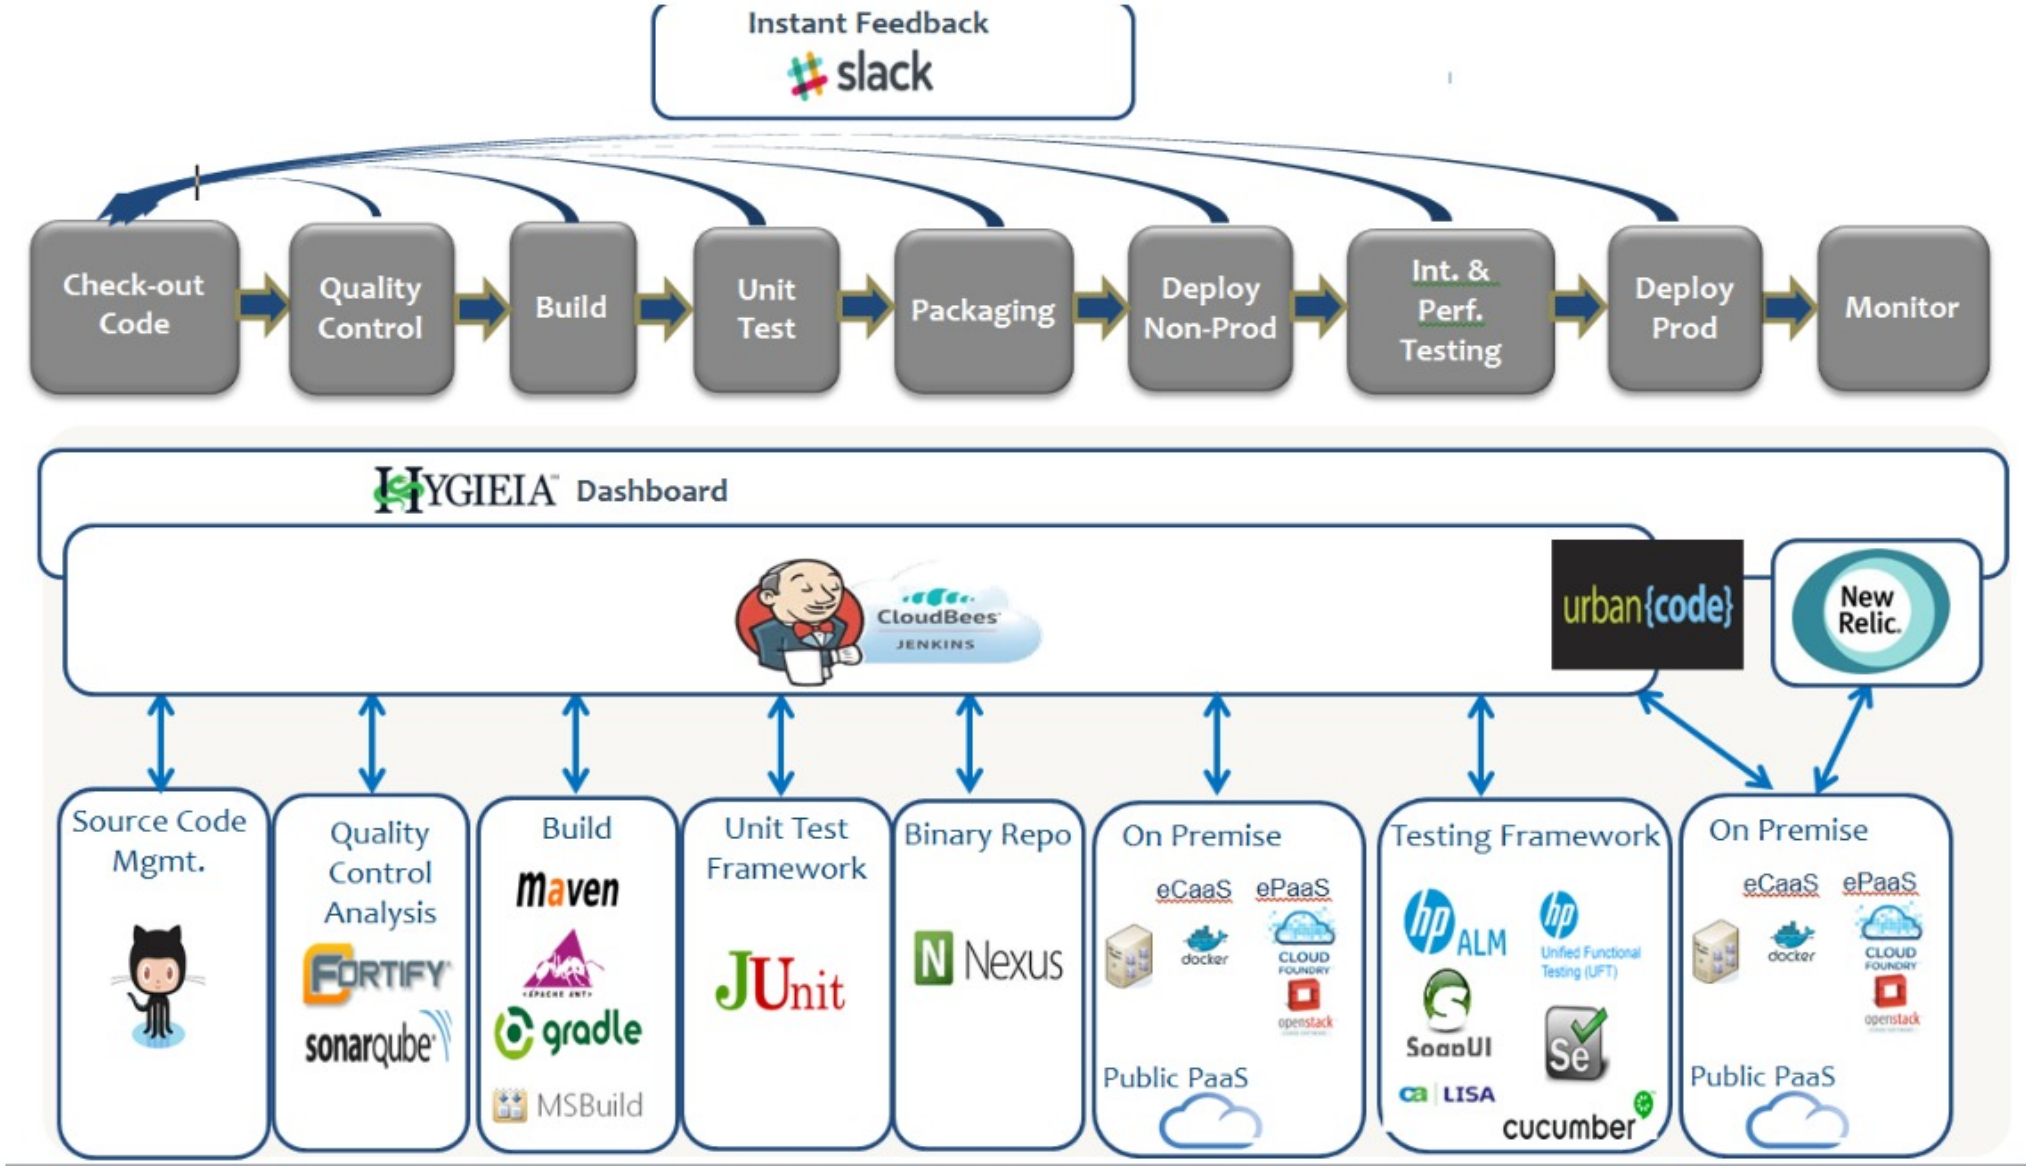 Instant Feedback
slack
Check-out
Code
Quality
Control
Build
Unit
Test
Packaging
Deploy
Non-Prod
Int. &
Perf.
Testing
Deploy
Prod
Monitor
HYGIEIA™ Dashboard
CloudBees
JENKINS
urban{code}
New
Relic.
Source Code
Mgmt.
Quality
Control
Analysis
FORTIFY
sonarqube
Build
maven
<APACHE ANT>
gradle
MSBuild
Unit Test
Framework
JUnit
Binary Repo
N Nexus
On Premise
eCaaS ePaaS
docker
CLOUD
FOUNDRY
openstack
Public PaaS
Testing Framework
hp ALM
hp
Unified Functional
Testing (UFT)
S
SoapUI
Se
ca LISA
cucumber
On Premise
eCaaS ePaaS
docker
CLOUD
FOUNDRY
openstack
Public PaaS